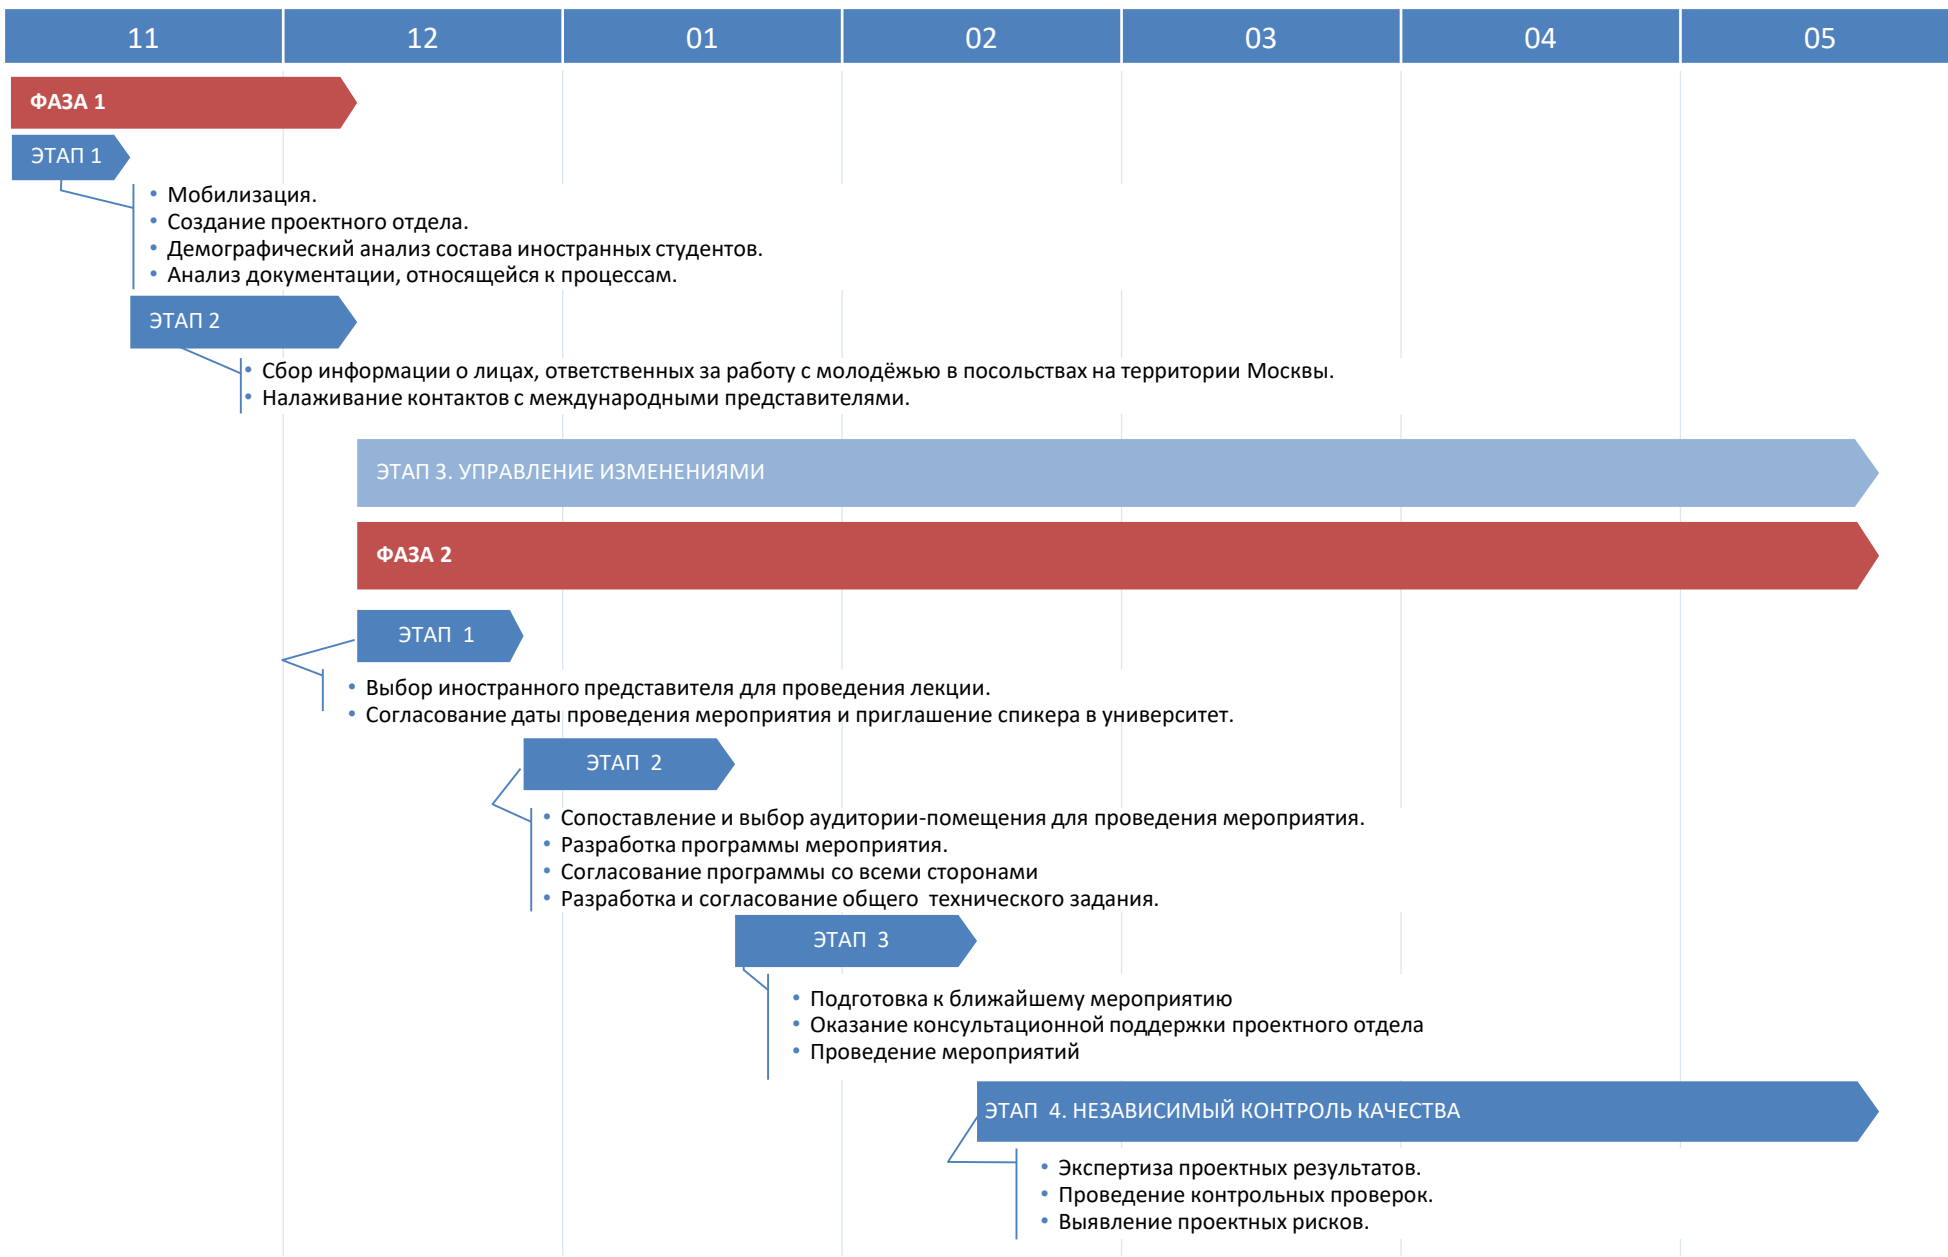 11 12 01 02 03 04 05
ФАЗА 1
ЭТАП 1
• Мобилизация.
• Создание проектного отдела.
• Демографический анализ состава иностранных студентов.
• Анализ документации, относящейся к процессам.
ЭТАП 2
• Сбор информации о лицах, ответственных за работу с молодёжью в посольствах на территории Москвы.
• Налаживание контактов с международными представителями.
ЭТАП 3. УПРАВЛЕНИЕ ИЗМЕНЕНИЯМИ
ФАЗА 2
ЭТАП 1
• Выбор иностранного представителя для проведения лекции.
• Согласование даты проведения мероприятия и приглашение спикера в университет.
ЭТАП 2
• Сопоставление и выбор аудитории-помещения для проведения мероприятия.
• Разработка программы мероприятия.
• Согласование программы со всеми сторонами
• Разработка и согласование общего технического задания.
ЭТАП 3
• Подготовка к ближайшему мероприятию
• Оказание консультационной поддержки проектного отдела
• Проведение мероприятий
ЭТАП 4. НЕЗАВИСИМЫЙ КОНТРОЛЬ КАЧЕСТВА
• Экспертиза проектных результатов.
• Проведение контрольных проверок.
• Выявление проектных рисков.